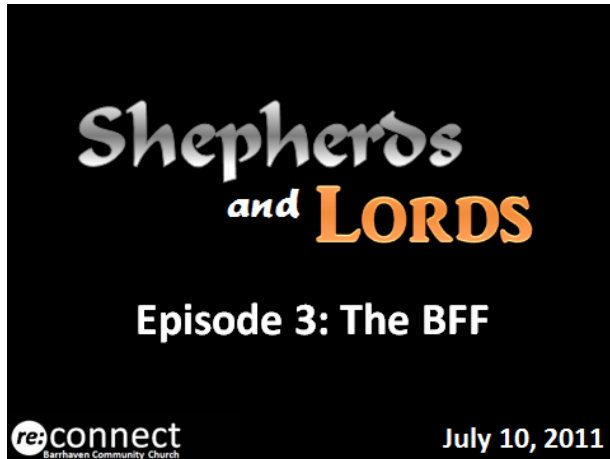 Shepherds
and LORDS
Episode 3: The BFF
re:connect
Barrhaven Community Church
July 10, 2011